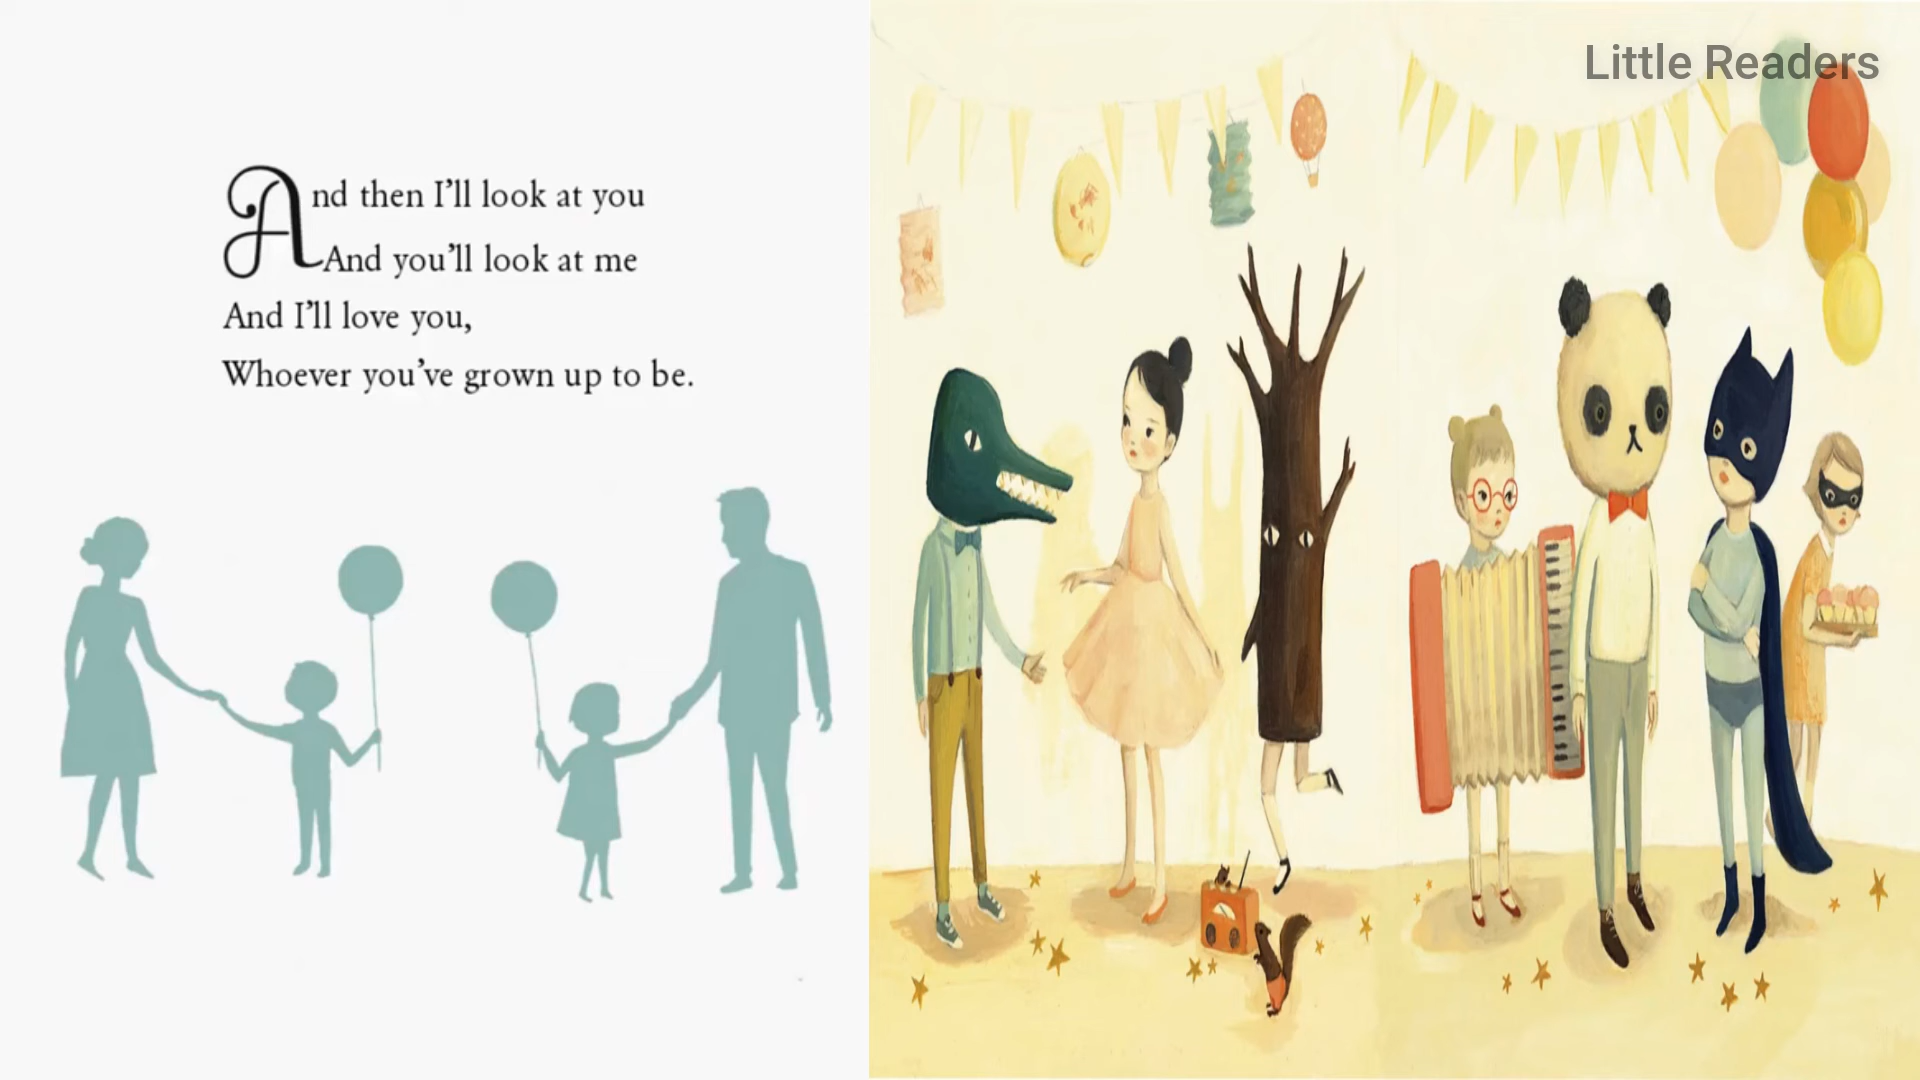 And then I'll look at you
And you'll look at me
And I'll love you,
Whoever you've grown up to be.
Little Readers